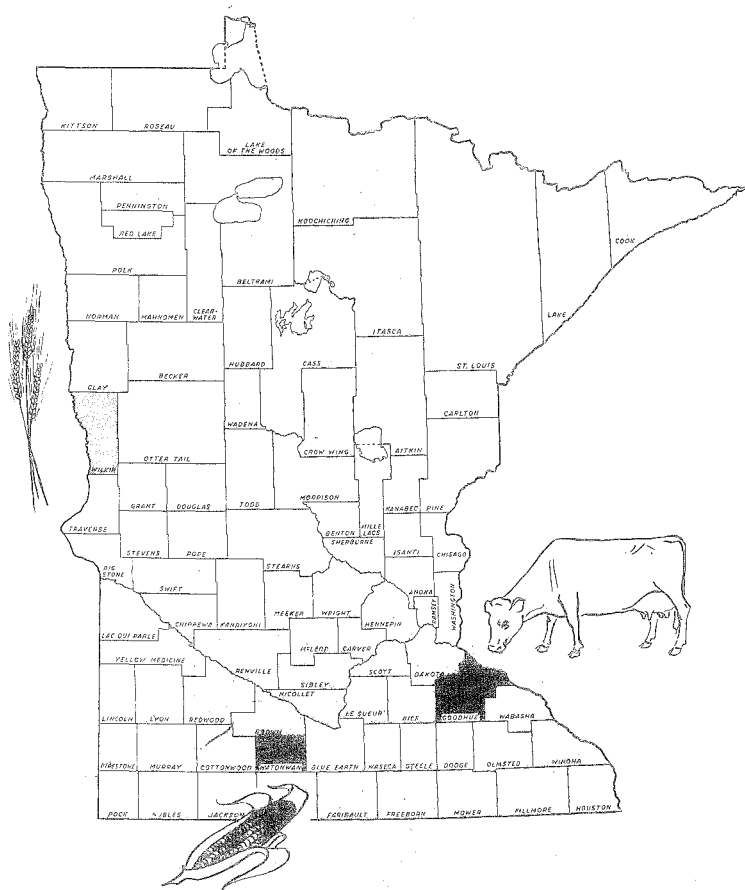 KITTSON
ROSEAU
LAKE
OF THE WOODS
MARSHALL
PENNINGTON
RED LAKE
KOOCHICHING
COOK
POLK
BELTRAMI
NORMAN
MAHNOMEN
CLEAR-
WATER
LAKE
ITASCA
HUBBARD
CASS
ST. LOUIS
BECKER
CLAY
CARLTON
WADENA
CROW WING
AITKIN
OTTER TAIL
WILKIN
GRANT
DOUGLAS
TODD
MORRISON
KANABEC
PINE
MILLE
LACS
BENTON
SHERBURNE
TRAVERSE
STEVENS
POPE
ISANTI
CHISAGO
BIG
STONE
STEARNS
SWIFT
ANOKA
RAMSEY
WASHINGTON
MEEKER
WRIGHT
HENNEPIN
CHIPPEWA
KANDIYOHI
LAC QUI PARLE
McLEOD
CARVER
YELLOW MEDICINE
RENVILLE
SCOTT
DAKOTA
SIBLEY
NICOLLET
LE SUEUR
RICE
GOODHUE
WABASHA
LINCOLN
LYON
REDWOOD
BROWN
PIPESTONE
MURRAY
COTTONWOOD
WATONWAN
BLUE EARTH
WASECA
STEELE
DODGE
OLMSTED
WINONA
ROCK
NOBLES
JACKSON
FARIBAULT
FREEBORN
MOWER
FILLMORE
HOUSTON